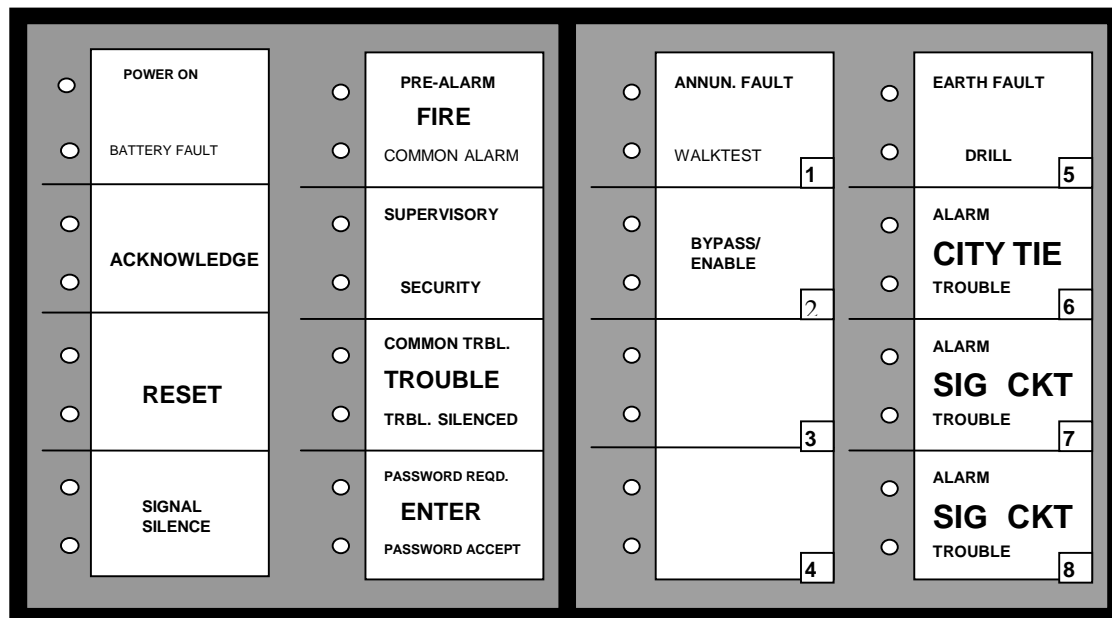 POWER ON
BATTERY FAULT
ACKNOWLEDGE
RESET
SIGNAL
SILENCE
PRE-ALARM
FIRE
COMMON ALARM
SUPERVISORY
SECURITY
COMMON TRBL.
TROUBLE
TRBL. SILENCED
PASSWORD REQD.
ENTER
PASSWORD ACCEPT
ANNUN. FAULT
WALKTEST
1
BYPASS/
ENABLE
2
3
4
EARTH FAULT
DRILL
5
ALARM
CITY TIE
TROUBLE
6
ALARM
SIG CKT
TROUBLE
7
ALARM
SIG CKT
TROUBLE
8